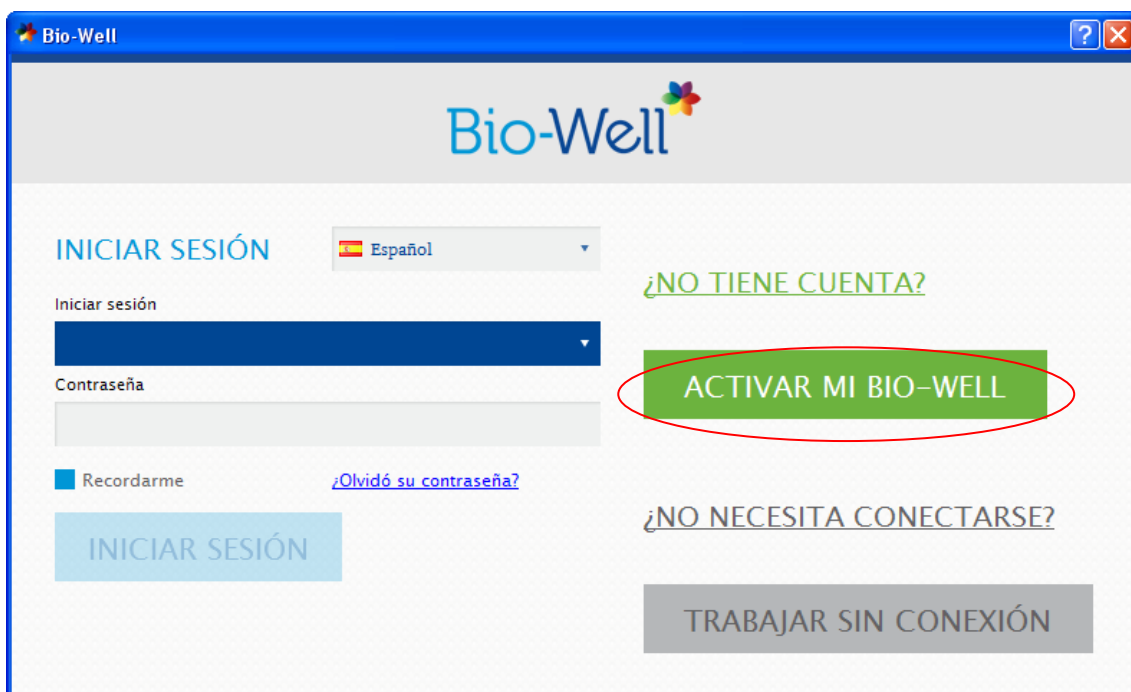 Bio-Well
Bio-Well
INICIAR SESIÓN
Español
Iniciar sesión
Contraseña
Recordarme
¿Olvidó su contraseña?
INICIAR SESIÓN
¿NO TIENE CUENTA?
ACTIVAR MI BIO-WELL
¿NO NECESITA CONECTARSE?
TRABAJAR SIN CONEXIÓN